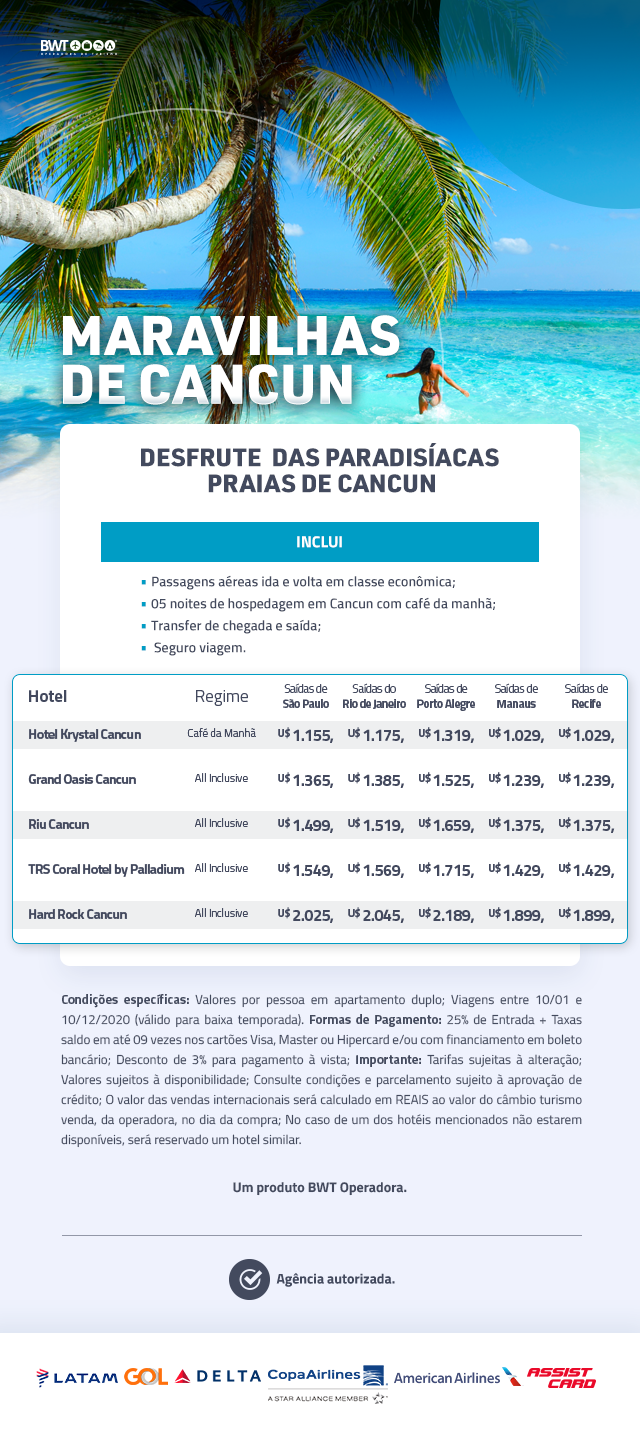 BWT
OPERADORA DE TURISMO
MARAVILHAS
DE CANCUN
DESFRUTE DAS PARADISÍACAS
PRAIAS DE CANCUN
INCLUI
▪ Passagens aéreas ida e volta em classe econômica;
▪ 05 noites de hospedagem em Cancun com café da manhã;
▪ Transfer de chegada e saída;
▪ Seguro viagem.
Hotel Regime Saídas de São Paulo Saídas do Rio de Janeiro Saídas de Porto Alegre Saídas de Manaus Saídas de Recife
Hotel Krystal Cancun Café da Manhã U$ 1.155, U$ 1.175, U$ 1.319, U$ 1.029, U$ 1.029,
Grand Oasis Cancun All Inclusive U$ 1.365, U$ 1.385, U$ 1.525, U$ 1.239, U$ 1.239,
Riu Cancun All Inclusive U$ 1.499, U$ 1.519, U$ 1.659, U$ 1.375, U$ 1.375,
TRS Coral Hotel by Palladium All Inclusive U$ 1.549, U$ 1.569, U$ 1.715, U$ 1.429, U$ 1.429,
Hard Rock Cancun All Inclusive U$ 2.025, U$ 2.045, U$ 2.189, U$ 1.899, U$ 1.899,
Condições específicas: Valores por pessoa em apartamento duplo; Viagens entre 10/01 e
10/12/2020 (válido para baixa temporada). Formas de Pagamento: 25% de Entrada + Taxas
saldo em até 09 vezes nos cartões Visa, Master ou Hipercard e/ou com financiamento em boleto
bancário; Desconto de 3% para pagamento à vista; Importante: Tarifas sujeitas à alteração;
Valores sujeitos à disponibilidade; Consulte condições e parcelamento sujeito à aprovação de
crédito; O valor das vendas internacionais será calculado em REAIS ao valor do câmbio turismo
venda, da operadora, no dia da compra; No caso de um dos hotéis mencionados não estarem
disponíveis, será reservado um hotel similar.
Um produto BWT Operadora.
Agência autorizada.
LATAM GOL DELTA CopaAirlines American Airlines ASSIST CARD
A STAR ALLIANCE MEMBER